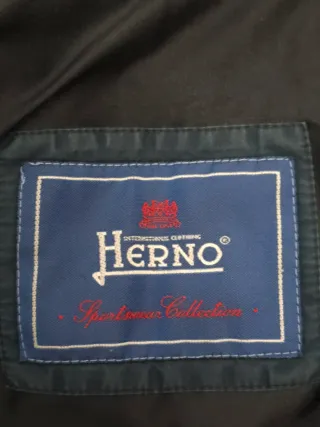 INTERNATIONAL CLOTHING
HERNO®
Sportswear Collection